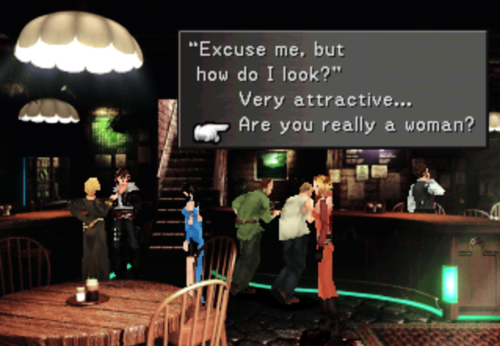 “Excuse me, but
how do I look?”
Very attractive...
Are you really a woman?